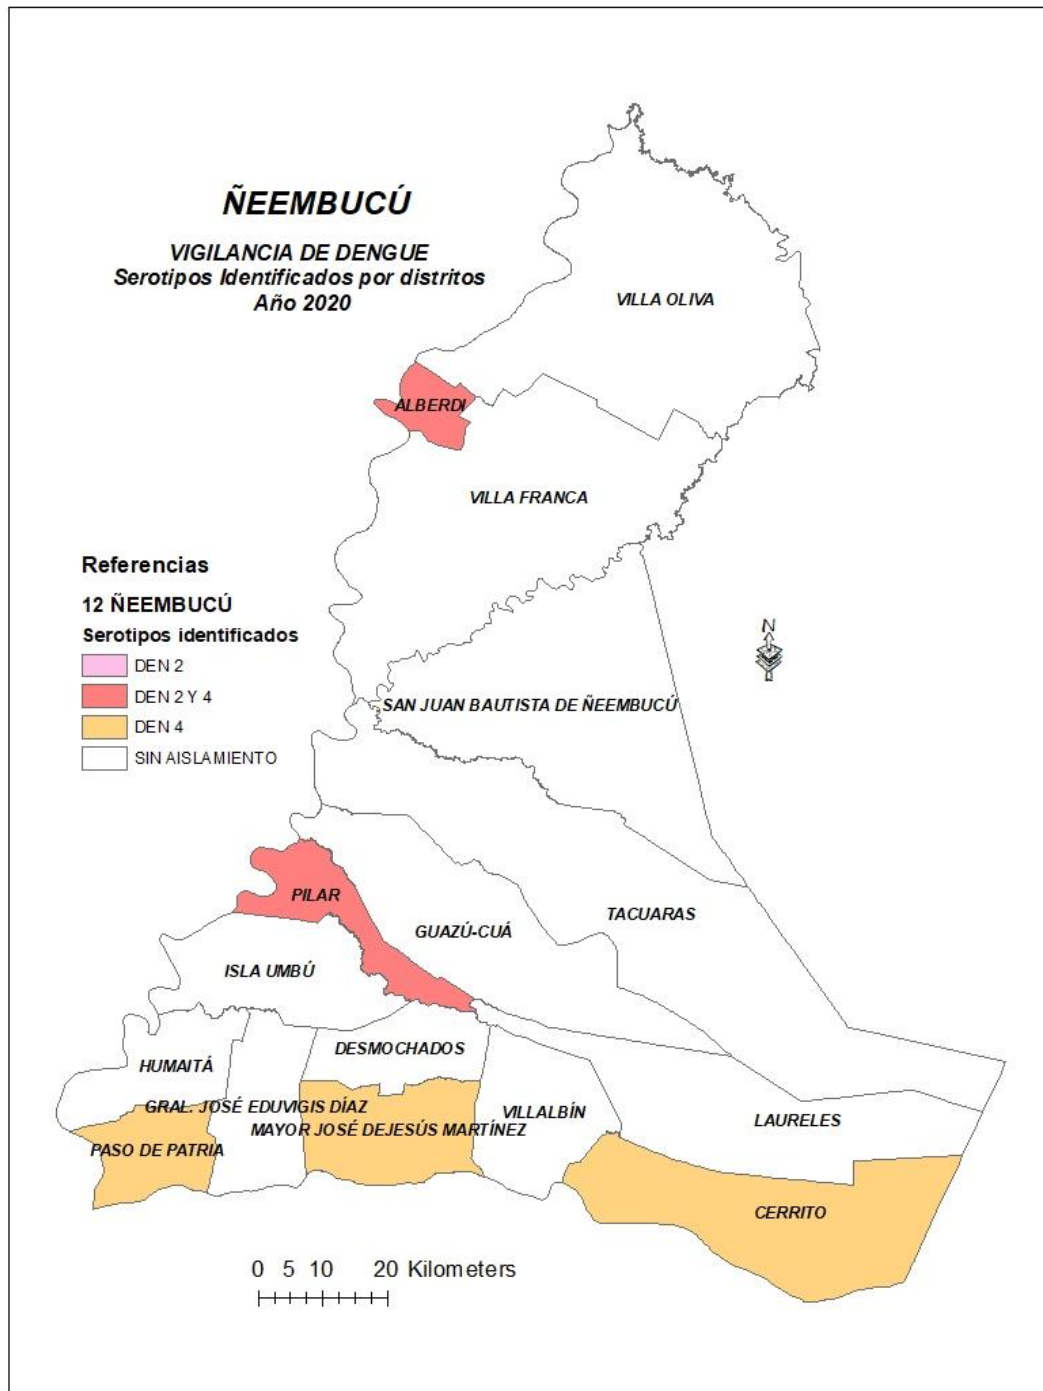 ÑEEMBUCÚ
VIGILANCIA DE DENGUE
Serotipos Identificados por distritos
Año 2020
VILLA OLIVA
ALBERDI
VILLA FRANCA
Referencias
12 ÑEEMBUCÚ
Serotipos identificados
DEN 2
DEN 2 Y 4
DEN 4
SIN AISLAMIENTO
N
SAN JUAN BAUTISTA DE ÑEEMBUCÚ
PILAR
TACUARAS
GUAZÚ-CUÁ
ISLA UMBÚ
DESMOCHADOS
HUMAITÁ
GRAL. JOSÉ EDUVIGIS DÍAZ
VILLALBÍN
LAURELES
MAYOR JOSÉ DEJESÚS MARTÍNEZ
PASO DE PATRIA
CERRITO
0 5 10 20 Kilometers